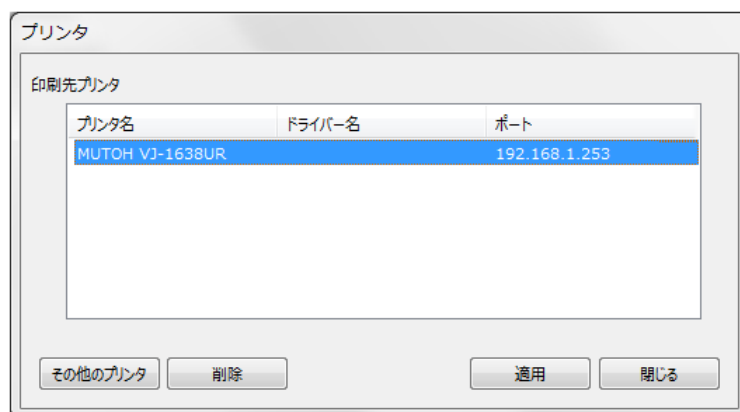 プリンタ
印刷先プリンタ
プリンタ名 ドライバー名 ポート
MUTOH VJ-1638UR 192.168.1.253
その他のプリンタ 削除 適用 閉じる